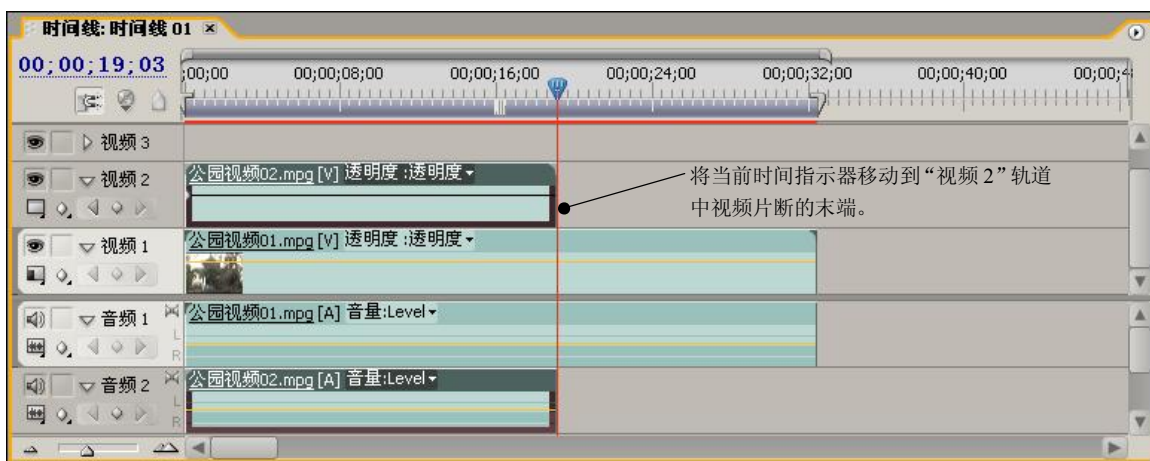 时间线: 时间线 01
00;00;19;03
;00;00 00;00;08;00 00;00;16;00 00;00;24;00 00;00;32;00 00;00;40;00 00;00;4
视频 3
视频 2
公园视频02.mpg [V] 透明度 :透明度
将当前时间指示器移动到“视频 2”轨道
中视频片断的末端。
视频 1
公园视频01.mpg [V] 透明度 :透明度
音频 1
公园视频01.mpg [A] 音量:Level
L
R
音频 2
公园视频02.mpg [A] 音量:Level
L
R